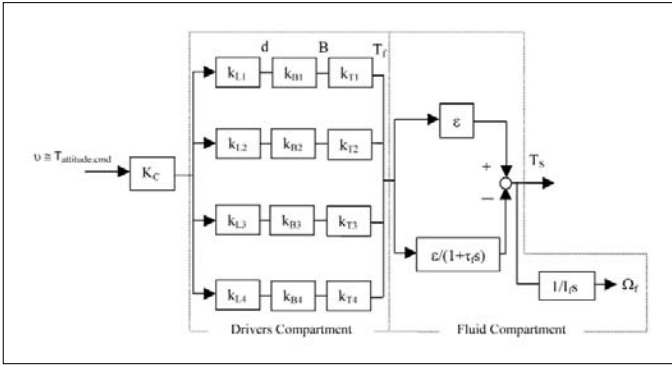 d B T_f
k_L1 k_B1 k_T1
ε
k_L2 k_B2 k_T2
υ ≅ T_attitude.cmd
K_C
+
T_s
−
k_L3 k_B3 k_T3
ε/(1+τ_f s)
k_L4 k_B4 k_T4
1/I_f s
Ω_f
Drivers Compartment
Fluid Compartment